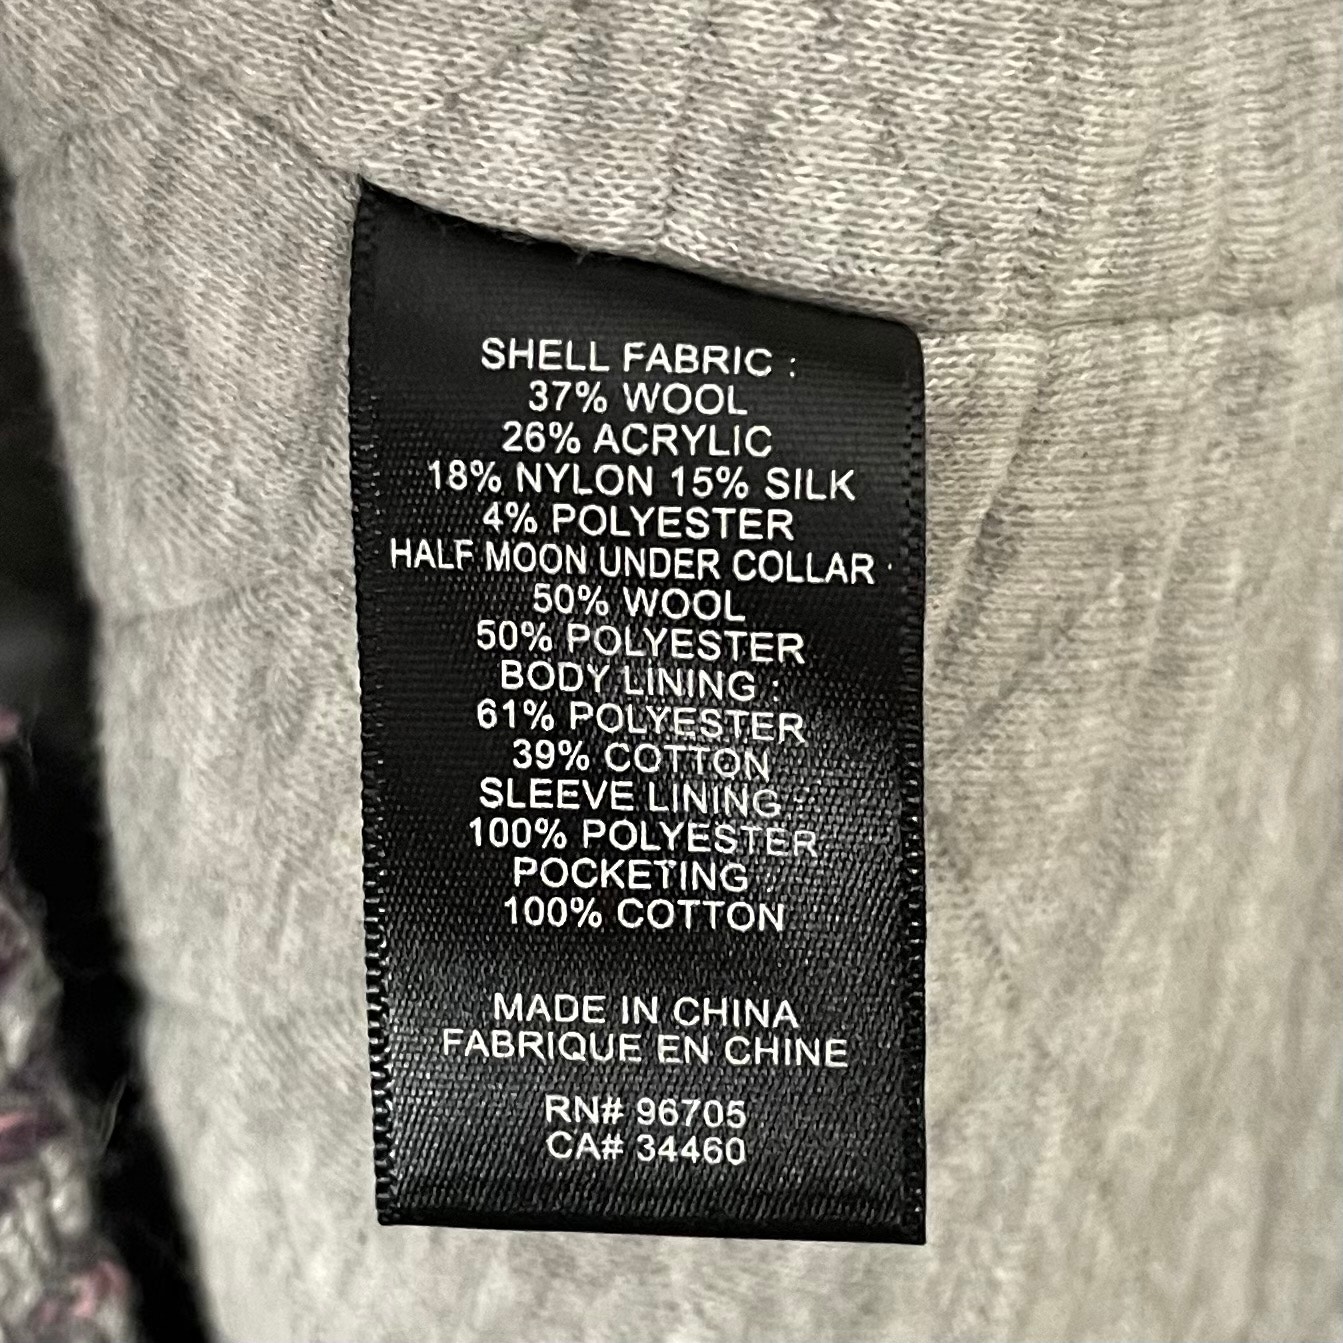 SHELL FABRIC :
37% WOOL
26% ACRYLIC
18% NYLON 15% SILK
4% POLYESTER
HALF MOON UNDER COLLAR :
50% WOOL
50% POLYESTER
BODY LINING :
61% POLYESTER
39% COTTON
SLEEVE LINING :
100% POLYESTER
POCKETING :
100% COTTON
MADE IN CHINA
FABRIQUE EN CHINE
RN# 96705
CA# 34460